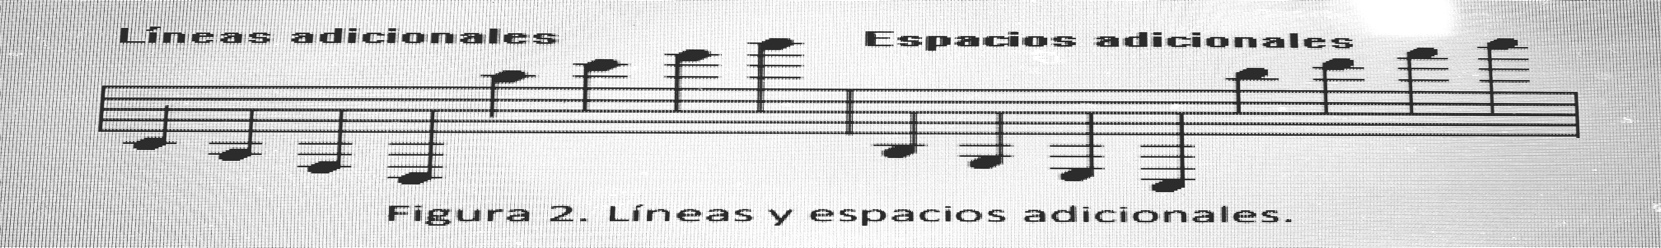 Líneas adicionales
Espacios adicionales
Figura 2. Líneas y espacios adicionales.